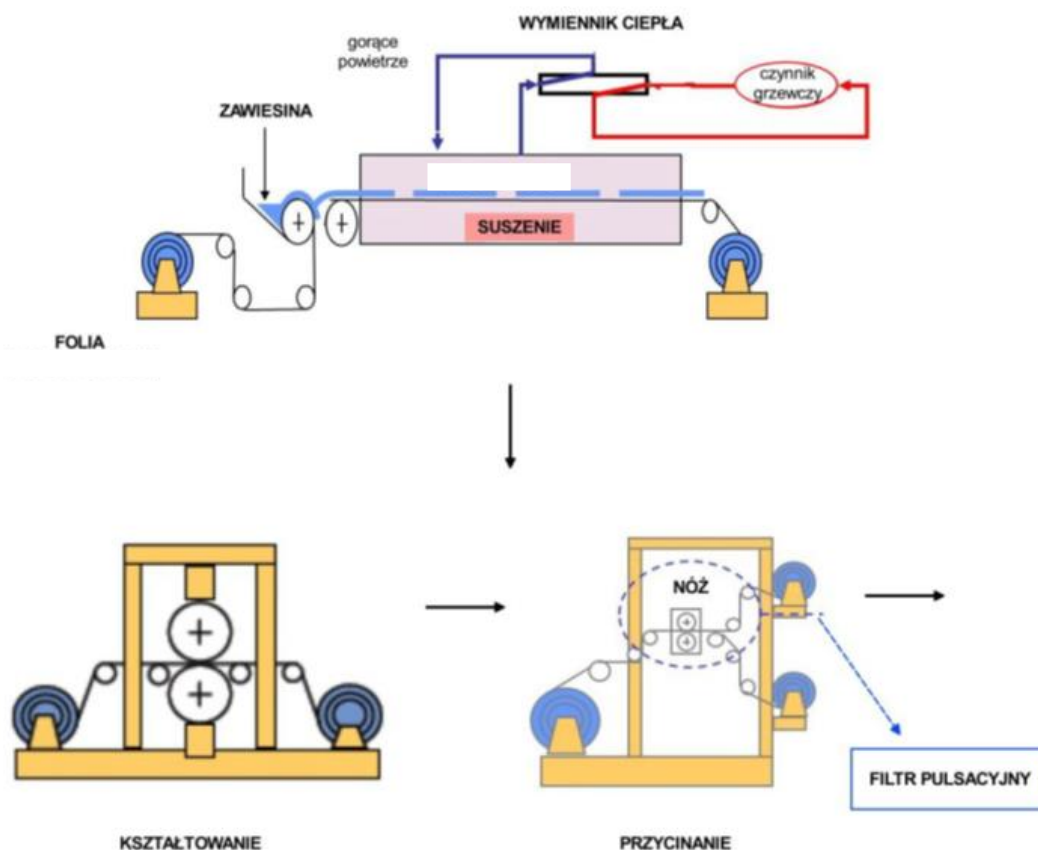 WYMIENNIK CIEPŁA
gorące
powietrze
czynnik
grzewczy
ZAWIESINA
SUSZENIE
FOLIA
NÓŻ
FILTR PULSACYJNY
KSZTAŁTOWANIE
PRZYCINANIE